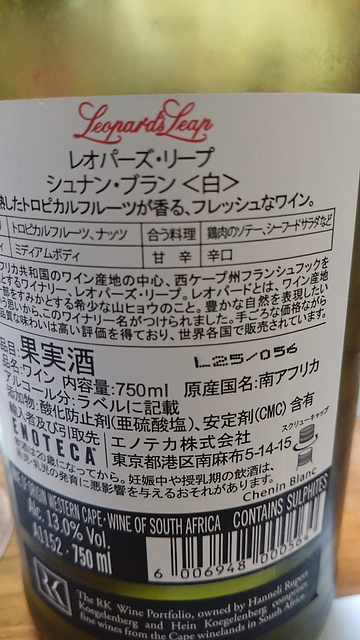 Leopard's Leap
レオパーズ・リープ
シュナン・ブラン＜白＞
熟したトロピカルフルーツが香る、フレッシュなワイン。
トロピカルフルーツ、ナッツ 合う料理 鶏肉のソテー、シーフードサラダなど
ミディアムボディ 甘 辛 辛口
フリカ共和国のワイン産地の中心、西ケープ州フランシュフックを
とするワイナリー、レオパーズ・リープ。レオパードとは、ワイン産地
部をすみかとする希少な山ヒョウのこと。豊かな自然を表現したい
う思いから、このワイナリー名がつけられました。手ごろな価格ながら
品質な味わいは高い評価を得ており、世界各国で販売されています。
品目:果実酒 L25/056
品名:ワイン 内容量:750ml 原産国名:南アフリカ
アルコール分:ラベルに記載
添加物:酸化防止剤(亜硫酸塩)、安定剤(CMC)含有
輸入者及び引取先 スクリューキャップ
ENOTECA エノテカ株式会社
東京都港区南麻布5-14-15
は20歳になってから。妊娠中や授乳期の飲酒は、
児・乳児の発育に悪影響を与えるおそれがあります。
Chenin Blanc
ORIGIN WESTERN CAPE · WINE OF SOUTH AFRICA CONTAINS SULPHITES
Alc. 13.0% Vol.
A1152 · 750 ml
6 006948 000564
RK
The RK Wine Portfolio, owned by Hanneli Rupert
Koegelenberg and Hein Koegelenberg comprises
fine wines from the Cape winelands in South Africa.